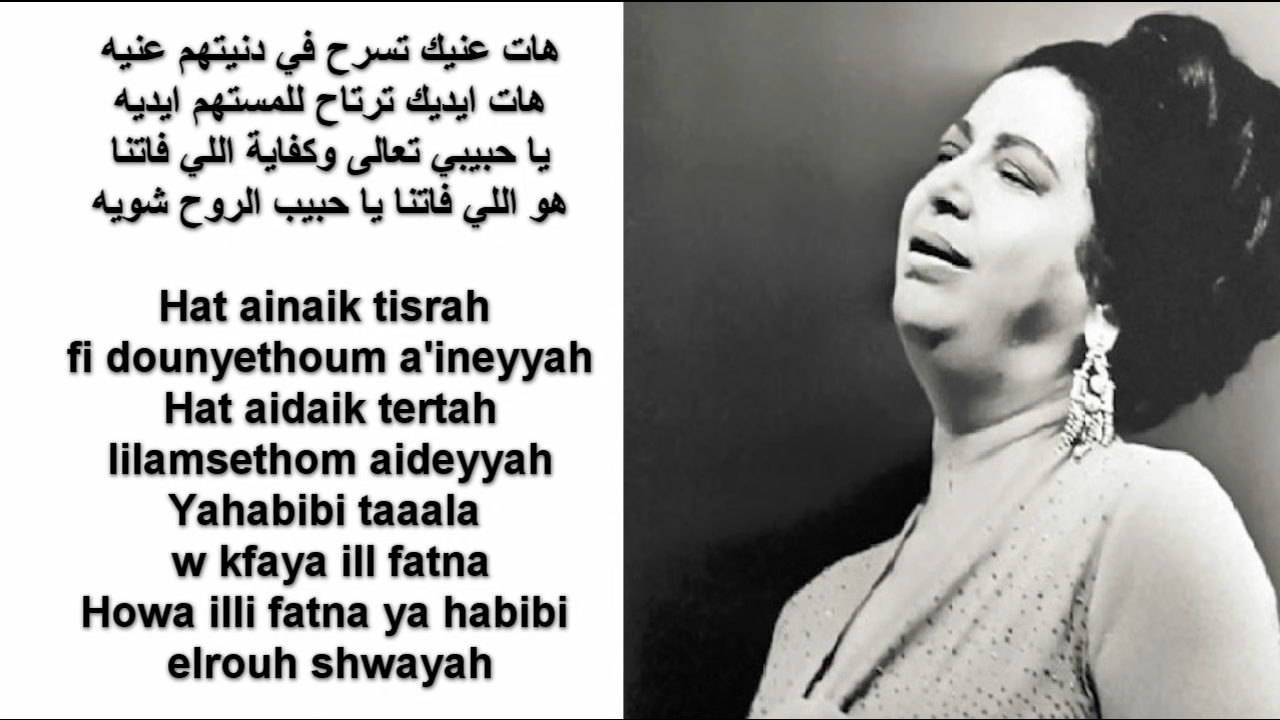 هات عنيك تسرح في دنيتهم عنيه
هات ايديك ترتاح للمستهم ايديه
يا حبيبي تعالى وكفاية اللي فاتنا
هو اللي فاتنا يا حبيب الروح شويه
Hat ainaik tisrah
fi dounyethoum a'ineyyah
Hat aidaik tertah
lilamsethom aideyyah
Yahabibi taaala
w kfaya ill fatna
Howa illi fatna ya habibi
elrouh shwayah